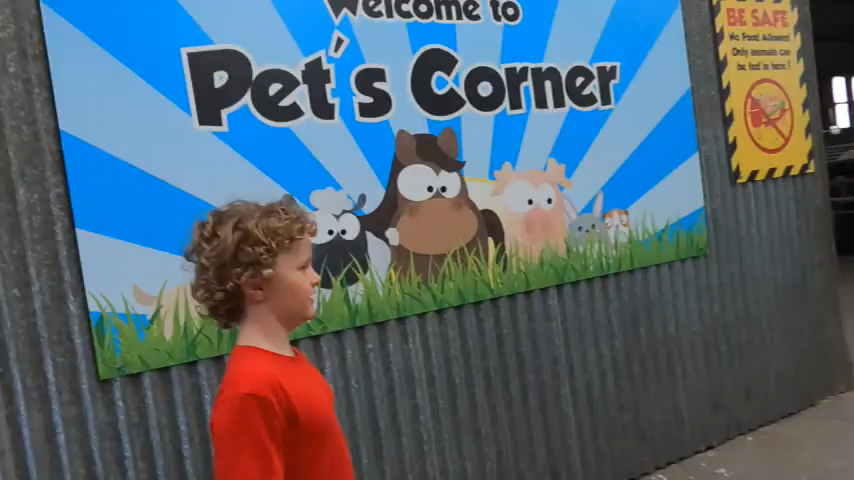 Welcome to
Pet's Corner
BE SAFE
No Food Allowed
Only animals can
be fed in here!